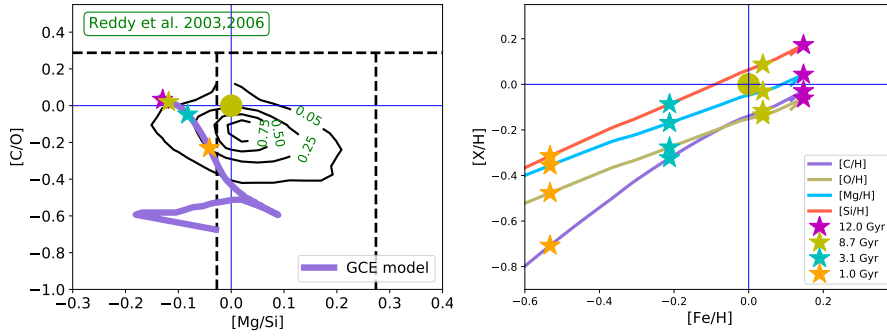 Reddy et al. 2003,2006
0.4
0.2
0.0
−0.2
−0.4
−0.6
−0.8
−1.0
[C/O]
0.05
0.25
0.50
0.75
GCE model
−0.3
−0.2
−0.1
0.0
0.1
0.2
0.3
0.4
[Mg/Si]
0.2
0.0
−0.2
−0.4
−0.6
−0.8
[X/H]
[C/H]
[O/H]
[Mg/H]
[Si/H]
12.0 Gyr
8.7 Gyr
3.1 Gyr
1.0 Gyr
−0.6
−0.4
−0.2
0.0
0.2
[Fe/H]